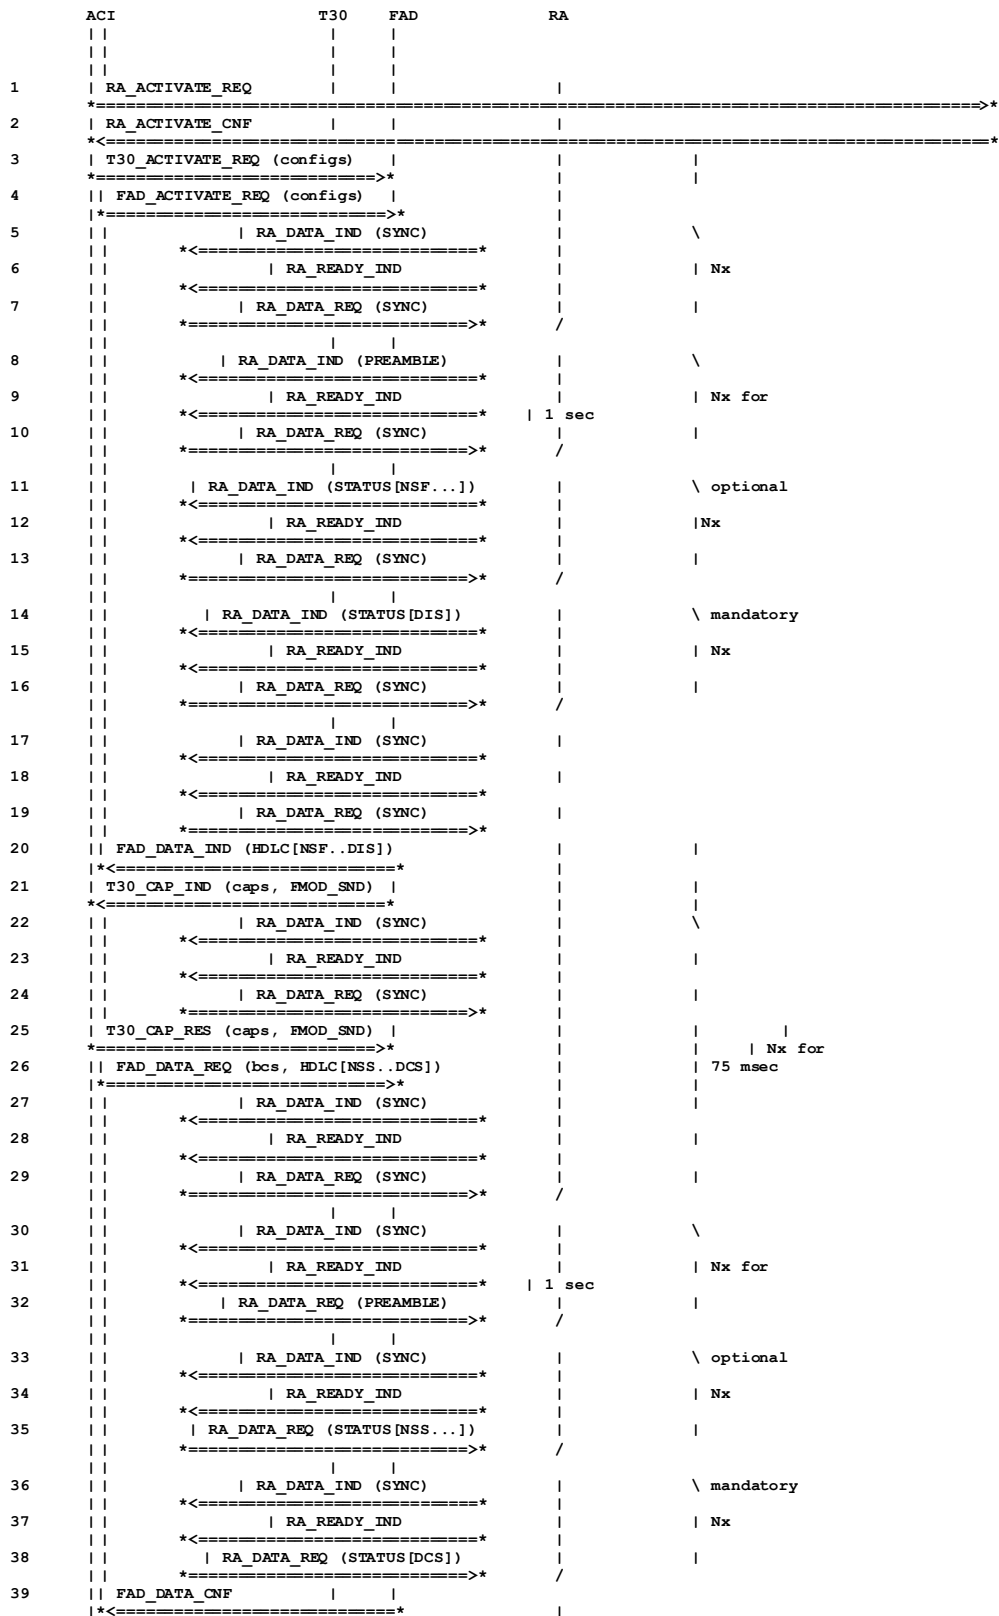 ACI T30 FAD RA
| |
| |
| |
1 | RA_ACTIVATE_REQ | | |
*==========================================================================================>*
2 | RA_ACTIVATE_CNF | | |
*<==========================================================================================*
3 | T30_ACTIVATE_REQ (configs) | | |
*============================>* | |
4 || FAD_ACTIVATE_REQ (configs) | |
|*============================>* |
5 | | | RA_DATA_IND (SYNC) | \
| | *<============================* |
6 | | | RA_READY_IND | | Nx
| | *<============================* |
7 | | | RA_DATA_REQ (SYNC) | |
| | *============================>* /
| | | |
8 | | | RA_DATA_IND (PREAMBLE) | \
| | *<============================* |
9 | | | RA_READY_IND | | Nx for
| | *<============================* | 1 sec
10 | | | RA_DATA_REQ (SYNC) | |
| | *============================>* /
| | | |
11 | | | RA_DATA_IND (STATUS[NSF...]) | \ optional
| | *<============================* |
12 | | | RA_READY_IND | |Nx
| | *<============================* |
13 | | | RA_DATA_REQ (SYNC) | |
| | *============================>* /
| | | |
14 | | | RA_DATA_IND (STATUS[DIS]) | \ mandatory
| | *<============================* |
15 | | | RA_READY_IND | | Nx
| | *<============================* |
16 | | | RA_DATA_REQ (SYNC) | |
| | *============================>* /
| | | |
17 | | | RA_DATA_IND (SYNC) |
| | *<============================*
18 | | | RA_READY_IND |
| | *<============================*
19 | | | RA_DATA_REQ (SYNC) |
| | *============================>*
20 || FAD_DATA_IND (HDLC[NSF..DIS]) | |
|*<============================* |
21 | T30_CAP_IND (caps, FMOD_SND) | | |
*<============================* | |
22 | | | RA_DATA_IND (SYNC) | \
| | *<============================* |
23 | | | RA_READY_IND | |
| | *<============================* |
24 | | | RA_DATA_REQ (SYNC) | |
| | *============================>* |
25 | T30_CAP_RES (caps, FMOD_SND) | | | |
*============================>* | | | Nx for
26 || FAD_DATA_REQ (bcs, HDLC[NSS..DCS]) | | 75 msec
|*============================>* | |
27 | | | RA_DATA_IND (SYNC) | |
| | *<============================* |
28 | | | RA_READY_IND | |
| | *<============================* |
29 | | | RA_DATA_REQ (SYNC) | |
| | *============================>* /
| | | |
30 | | | RA_DATA_IND (SYNC) | \
| | *<============================* |
31 | | | RA_READY_IND | | Nx for
| | *<============================* | 1 sec
32 | | | RA_DATA_REQ (PREAMBLE) | |
| | *============================>* /
| | | |
33 | | | RA_DATA_IND (SYNC) | \ optional
| | *<============================* |
34 | | | RA_READY_IND | | Nx
| | *<============================* |
35 | | | RA_DATA_REQ (STATUS[NSS...]) | |
| | *============================>* /
| | | |
36 | | | RA_DATA_IND (SYNC) | \ mandatory
| | *<============================* |
37 | | | RA_READY_IND | | Nx
| | *<============================* |
38 | | | RA_DATA_REQ (STATUS[DCS]) | |
| | *============================>* /
39 || FAD_DATA_CNF | |
|*<============================* |